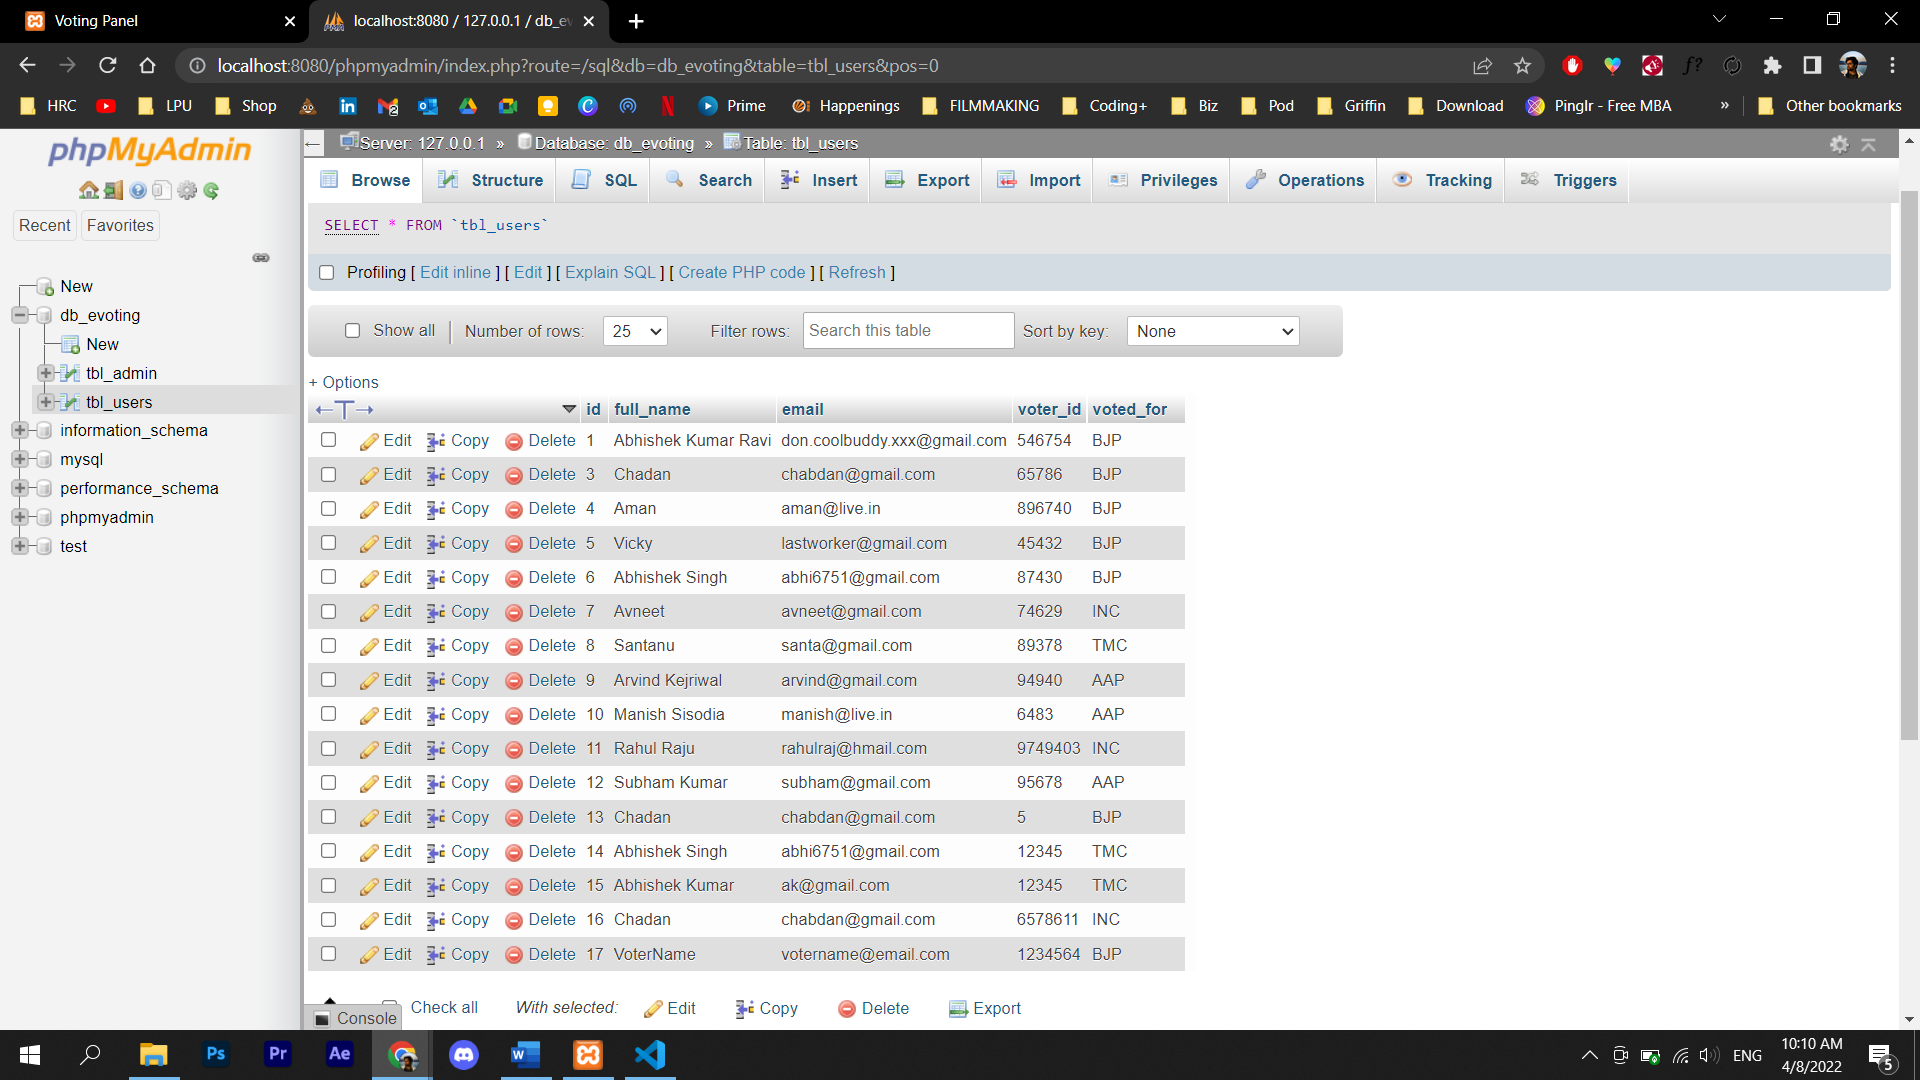 Voting Panel
localhost:8080 / 127.0.0.1 / db_ev
localhost:8080/phpmyadmin/index.php?route=/sql&db=db_evoting&table=tbl_users&pos=0
HRC LPU Shop Prime Happenings FILMMAKING Coding+ Biz Pod Griffin Download PingIr - Free MBA » Other bookmarks
phpMyAdmin
Recent Favorites
New
db_evoting
New
tbl_admin
tbl_users
information_schema
mysql
performance_schema
phpmyadmin
test
Server: 127.0.0.1 » Database: db_evoting » Table: tbl_users
Browse Structure SQL Search Insert Export Import Privileges Operations Tracking Triggers
SELECT * FROM `tbl_users`
Profiling [ Edit inline ] [ Edit ] [ Explain SQL ] [ Create PHP code ] [ Refresh ]
Show all Number of rows: 25 Filter rows: Search this table Sort by key: None
+ Options
←T→ id full_name email voter_id voted_for
Edit Copy Delete 1 Abhishek Kumar Ravi don.coolbuddy.xxx@gmail.com 546754 BJP
Edit Copy Delete 3 Chadan chabdan@gmail.com 65786 BJP
Edit Copy Delete 4 Aman aman@live.in 896740 BJP
Edit Copy Delete 5 Vicky lastworker@gmail.com 45432 BJP
Edit Copy Delete 6 Abhishek Singh abhi6751@gmail.com 87430 BJP
Edit Copy Delete 7 Avneet avneet@gmail.com 74629 INC
Edit Copy Delete 8 Santanu santa@gmail.com 89378 TMC
Edit Copy Delete 9 Arvind Kejriwal arvind@gmail.com 94940 AAP
Edit Copy Delete 10 Manish Sisodia manish@live.in 6483 AAP
Edit Copy Delete 11 Rahul Raju rahulraj@hmail.com 9749403 INC
Edit Copy Delete 12 Subham Kumar subham@gmail.com 95678 AAP
Edit Copy Delete 13 Chadan chabdan@gmail.com 5 BJP
Edit Copy Delete 14 Abhishek Singh abhi6751@gmail.com 12345 TMC
Edit Copy Delete 15 Abhishek Kumar ak@gmail.com 12345 TMC
Edit Copy Delete 16 Chadan chabdan@gmail.com 6578611 INC
Edit Copy Delete 17 VoterName votername@email.com 1234564 BJP
Check all With selected: Edit Copy Delete Export
Console
Ps Pr Ae
ENG
10:10 AM
4/8/2022
5